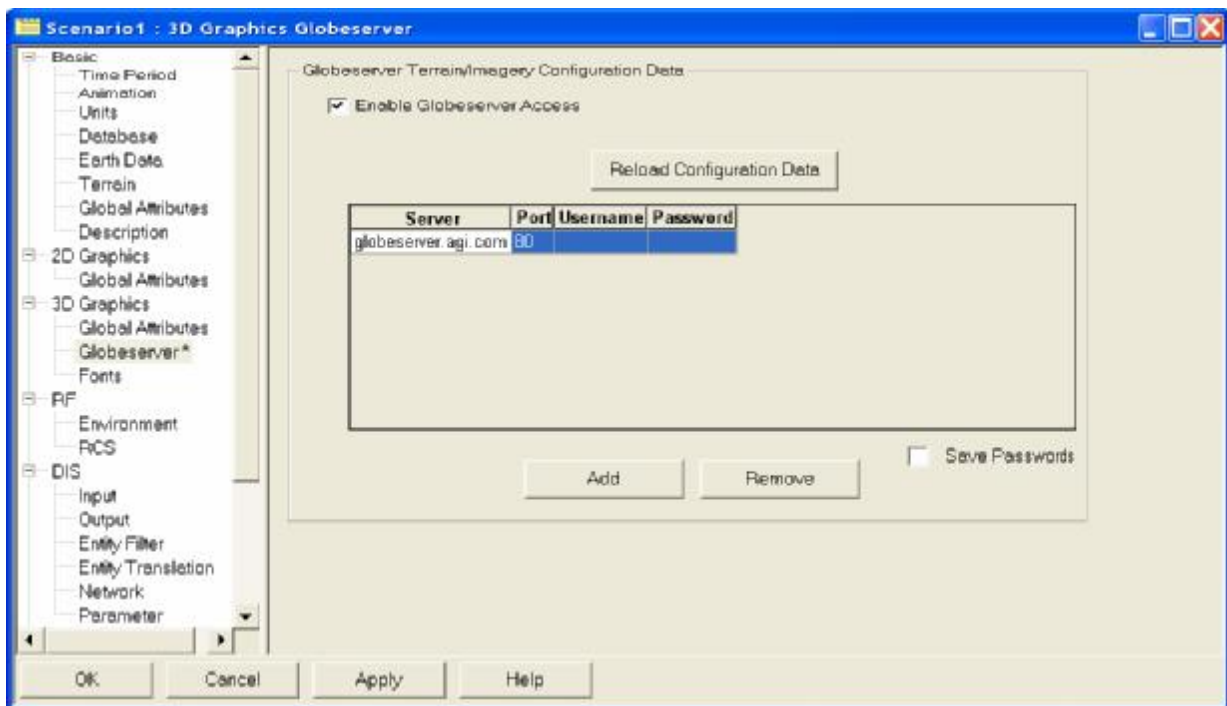 Scenario1 : 3D Graphics Globeserver
Basic
Time Period
Animation
Units
Database
Earth Data
Terrain
Global Attributes
Description
2D Graphics
Global Attributes
3D Graphics
Global Attributes
Globeserver*
Fonts
RF
Environment
RCS
DIS
Input
Output
Entity Filter
Entity Translation
Network
Parameter
Globeserver Terrain/Imagery Configuration Data
Enable Globeserver Access
Reload Configuration Data
Server Port Username Password
globeserver.agi.com 80
Save Passwords
Add Remove
OK Cancel Apply Help